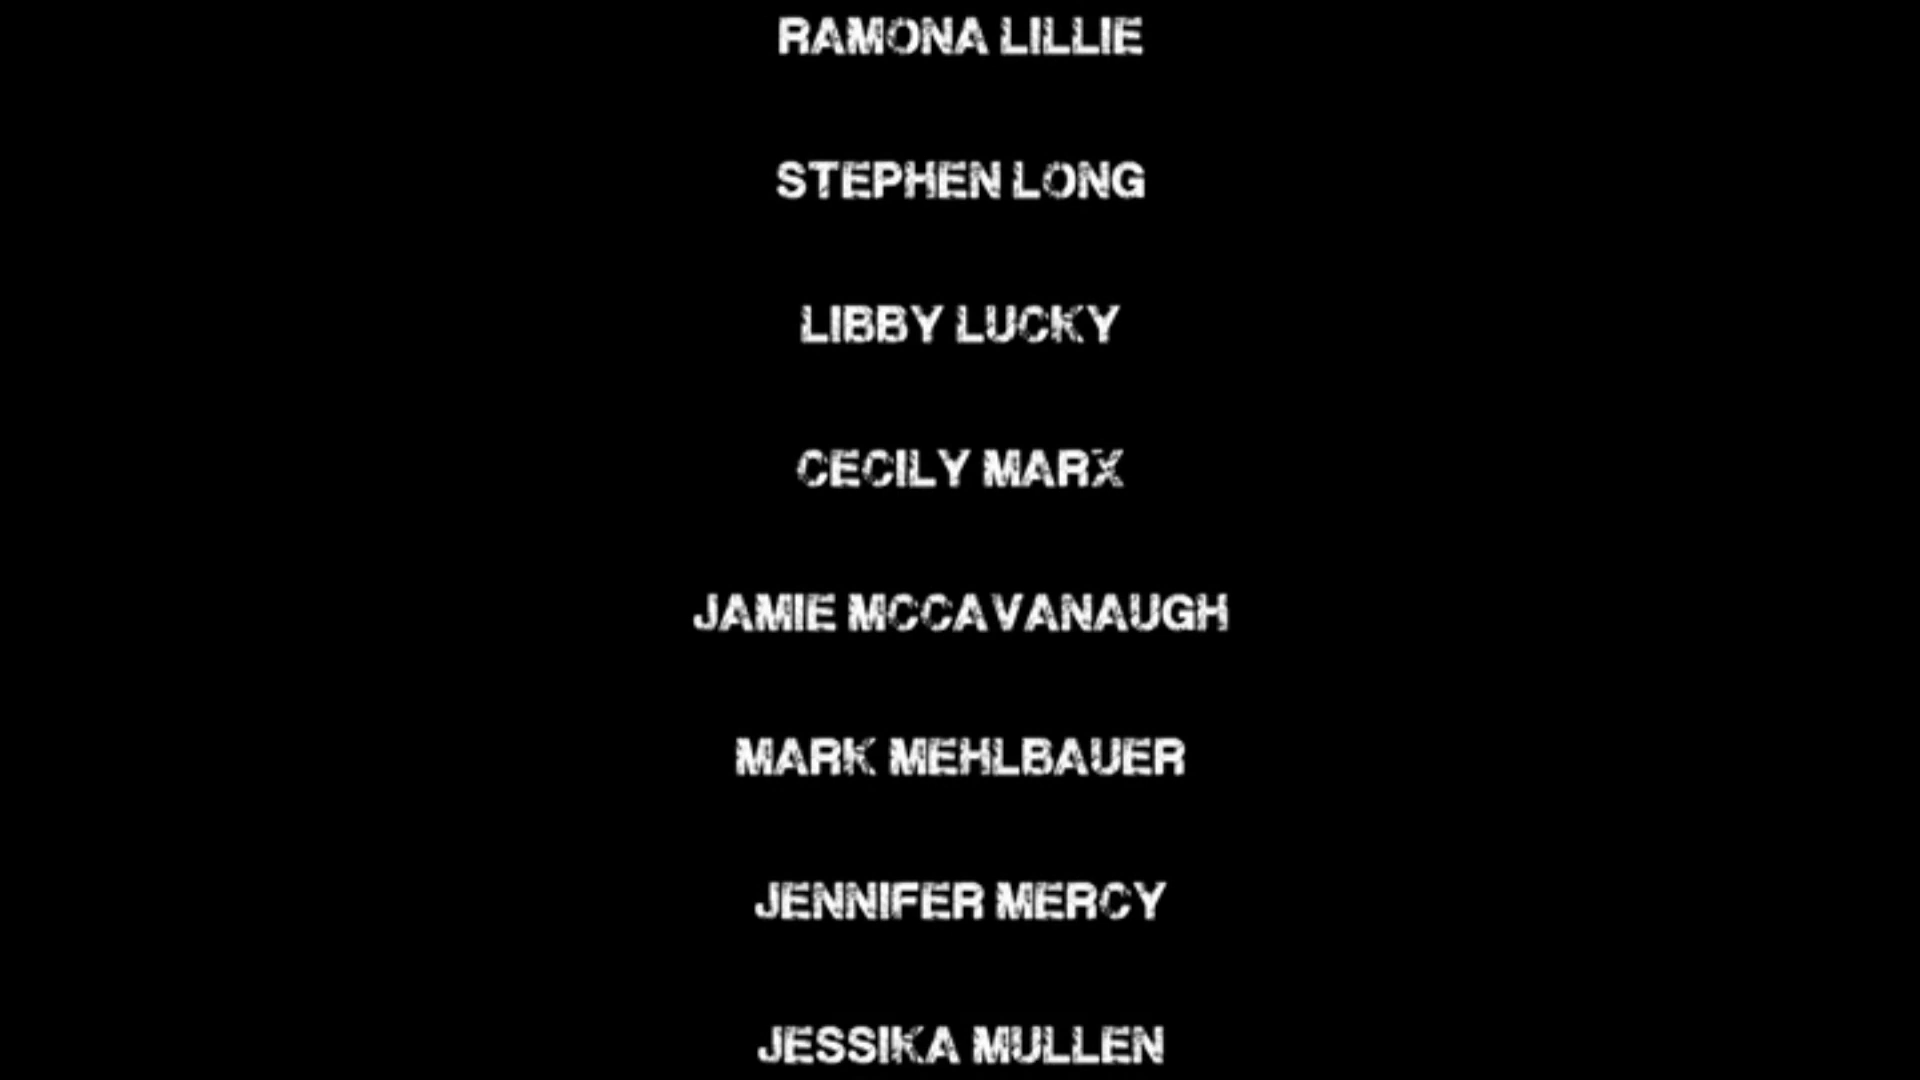 RAMONA LILLIE
STEPHEN LONG
LIBBY LUCKY
CECILY MARX
JAMIE MCCAVANAUGH
MARK MEHLBAUER
JENNIFER MERCY
JESSIKA MULLEN